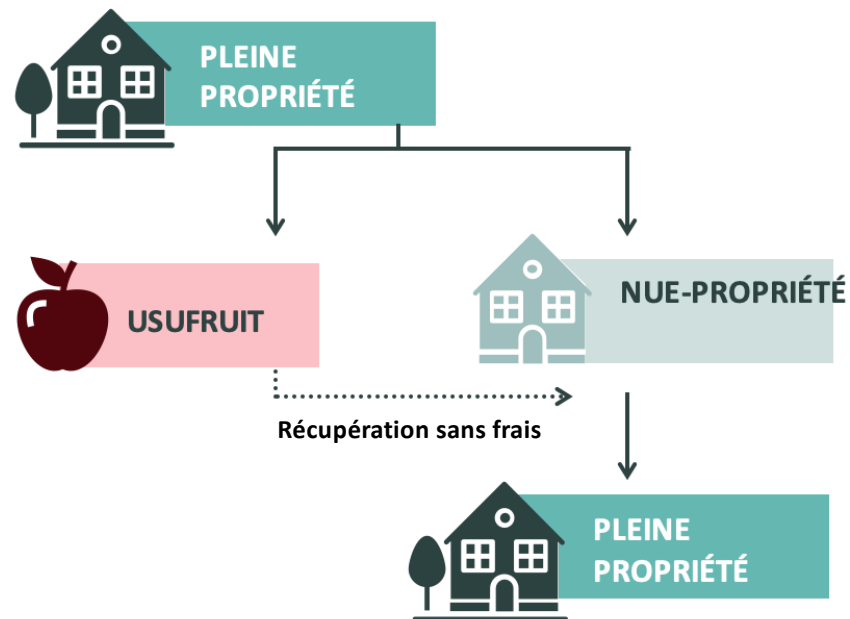 PLEINE
PROPRIÉTÉ
USUFRUIT
NUE-PROPRIÉTÉ
Récupération sans frais
PLEINE
PROPRIÉTÉ